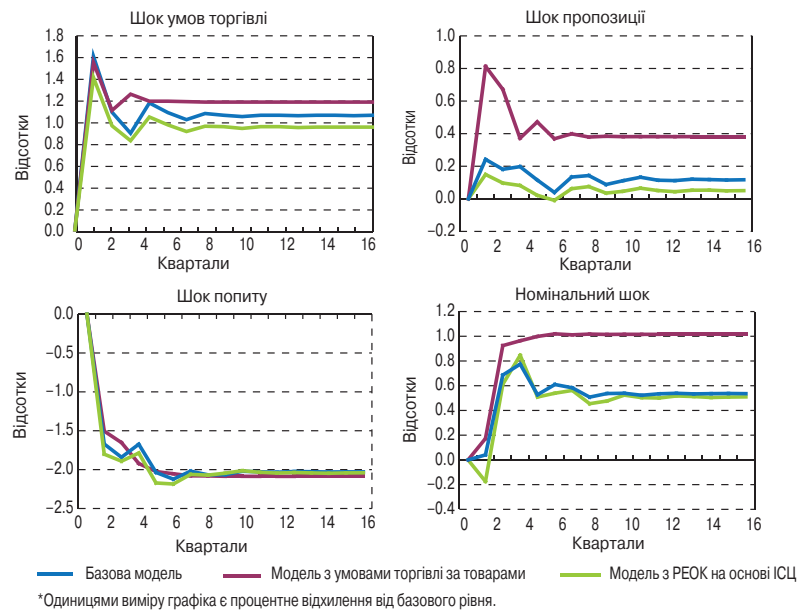 Шок умов торгівлі
Відсотки
1.8
1.6
1.4
1.2
1.0
0.8
0.6
0.4
0.2
0.0
0 2 4 6 8 10 12 14 16
Квартали
Шок пропозиції
Відсотки
1.0
0.8
0.6
0.4
0.2
0.0
–0.2
0 2 4 6 8 10 12 14 16
Квартали
Шок попиту
Відсотки
0.0
–0.5
–1.0
–1.5
–2.0
–2.5
0 2 4 6 8 10 12 14 16
Квартали
Номінальний шок
Відсотки
1.2
1.0
0.8
0.6
0.4
0.2
0.0
–0.2
–0.4
0 2 4 6 8 10 12 14 16
Квартали
Базова модель
Модель з умовами торгівлі за товарами
Модель з РЕОК на основі ІСЦ
*Одиницями виміру графіка є процентне відхилення від базового рівня.